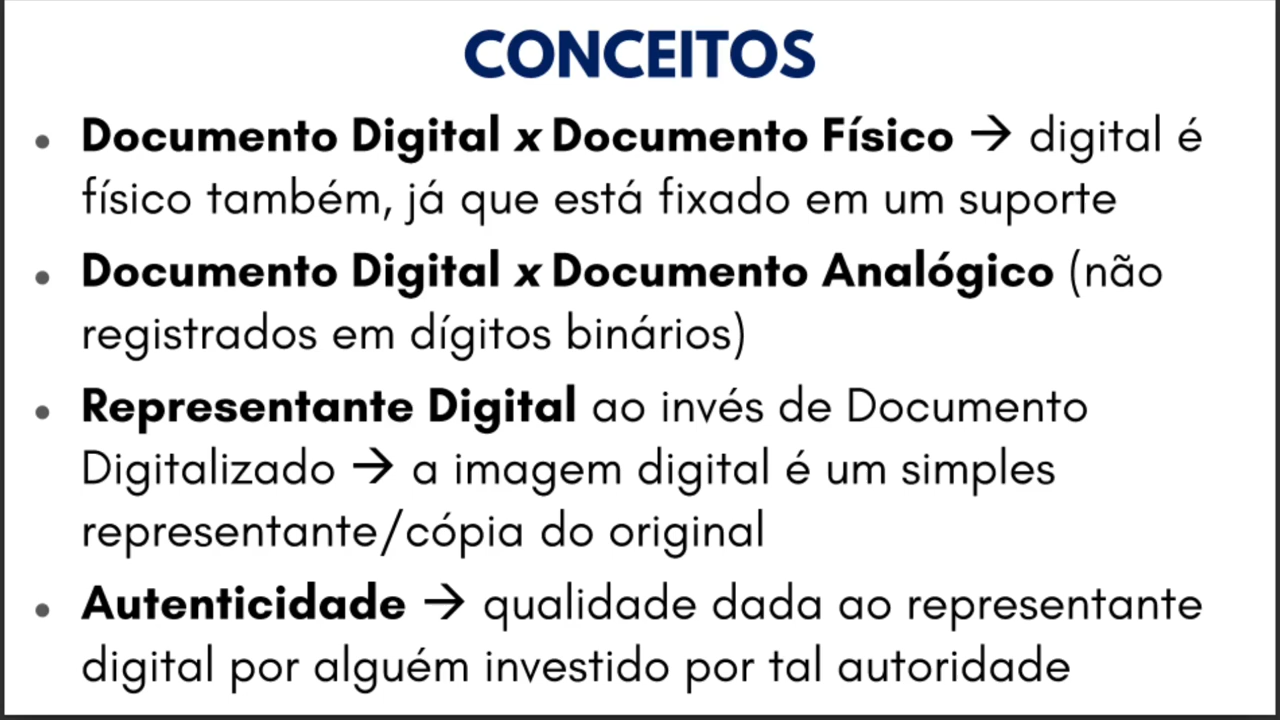 CONCEITOS
• Documento Digital x Documento Físico → digital é
físico também, já que está fixado em um suporte
• Documento Digital x Documento Analógico (não
registrados em dígitos binários)
• Representante Digital ao invés de Documento
Digitalizado → a imagem digital é um simples
representante/cópia do original
• Autenticidade → qualidade dada ao representante
digital por alguém investido por tal autoridade